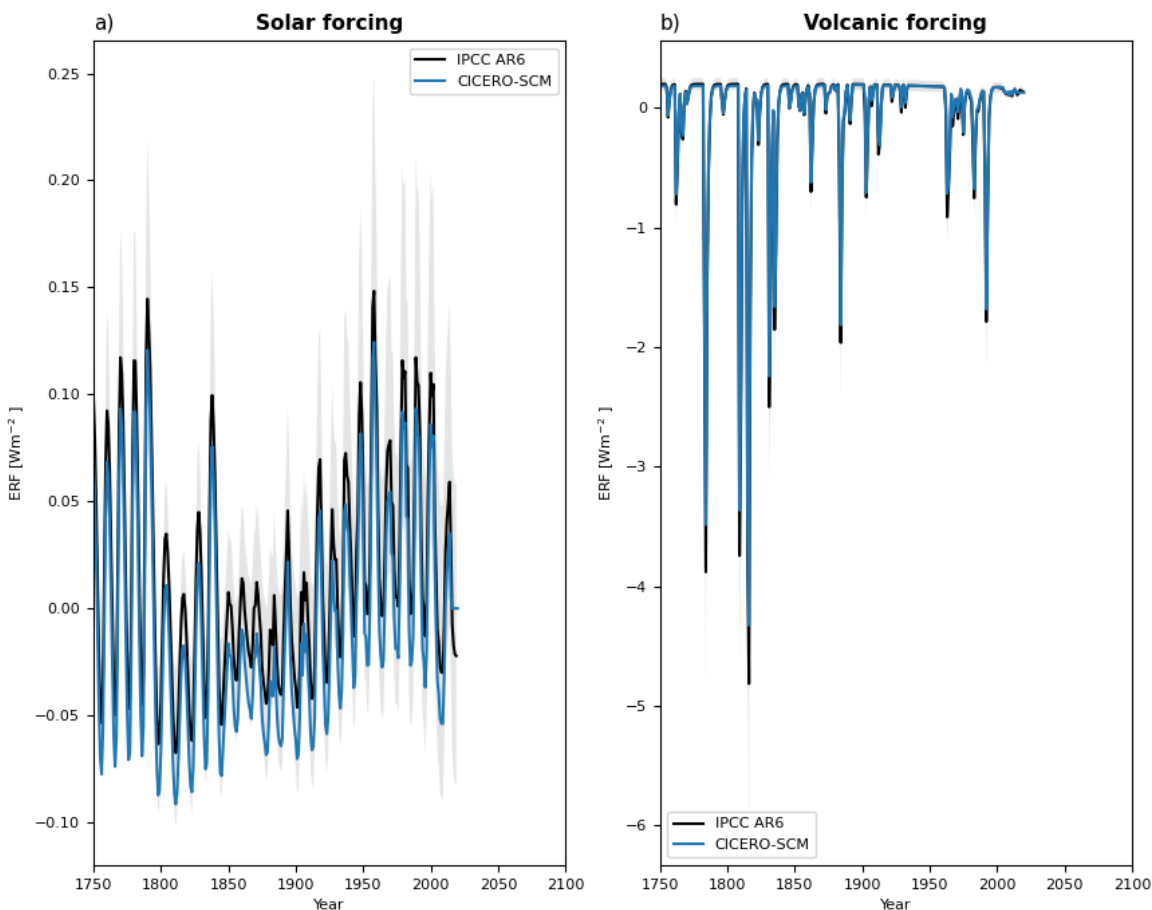 a) Solar forcing
IPCC AR6
CICERO-SCM
0.25
0.20
0.15
0.10
0.05
0.00
−0.05
−0.10
ERF [Wm⁻² ]
1750 1800 1850 1900 1950 2000 2050 2100
Year
b) Volcanic forcing
0
−1
−2
−3
−4
−5
−6
ERF [Wm⁻² ]
IPCC AR6
CICERO-SCM
1750 1800 1850 1900 1950 2000 2050 2100
Year